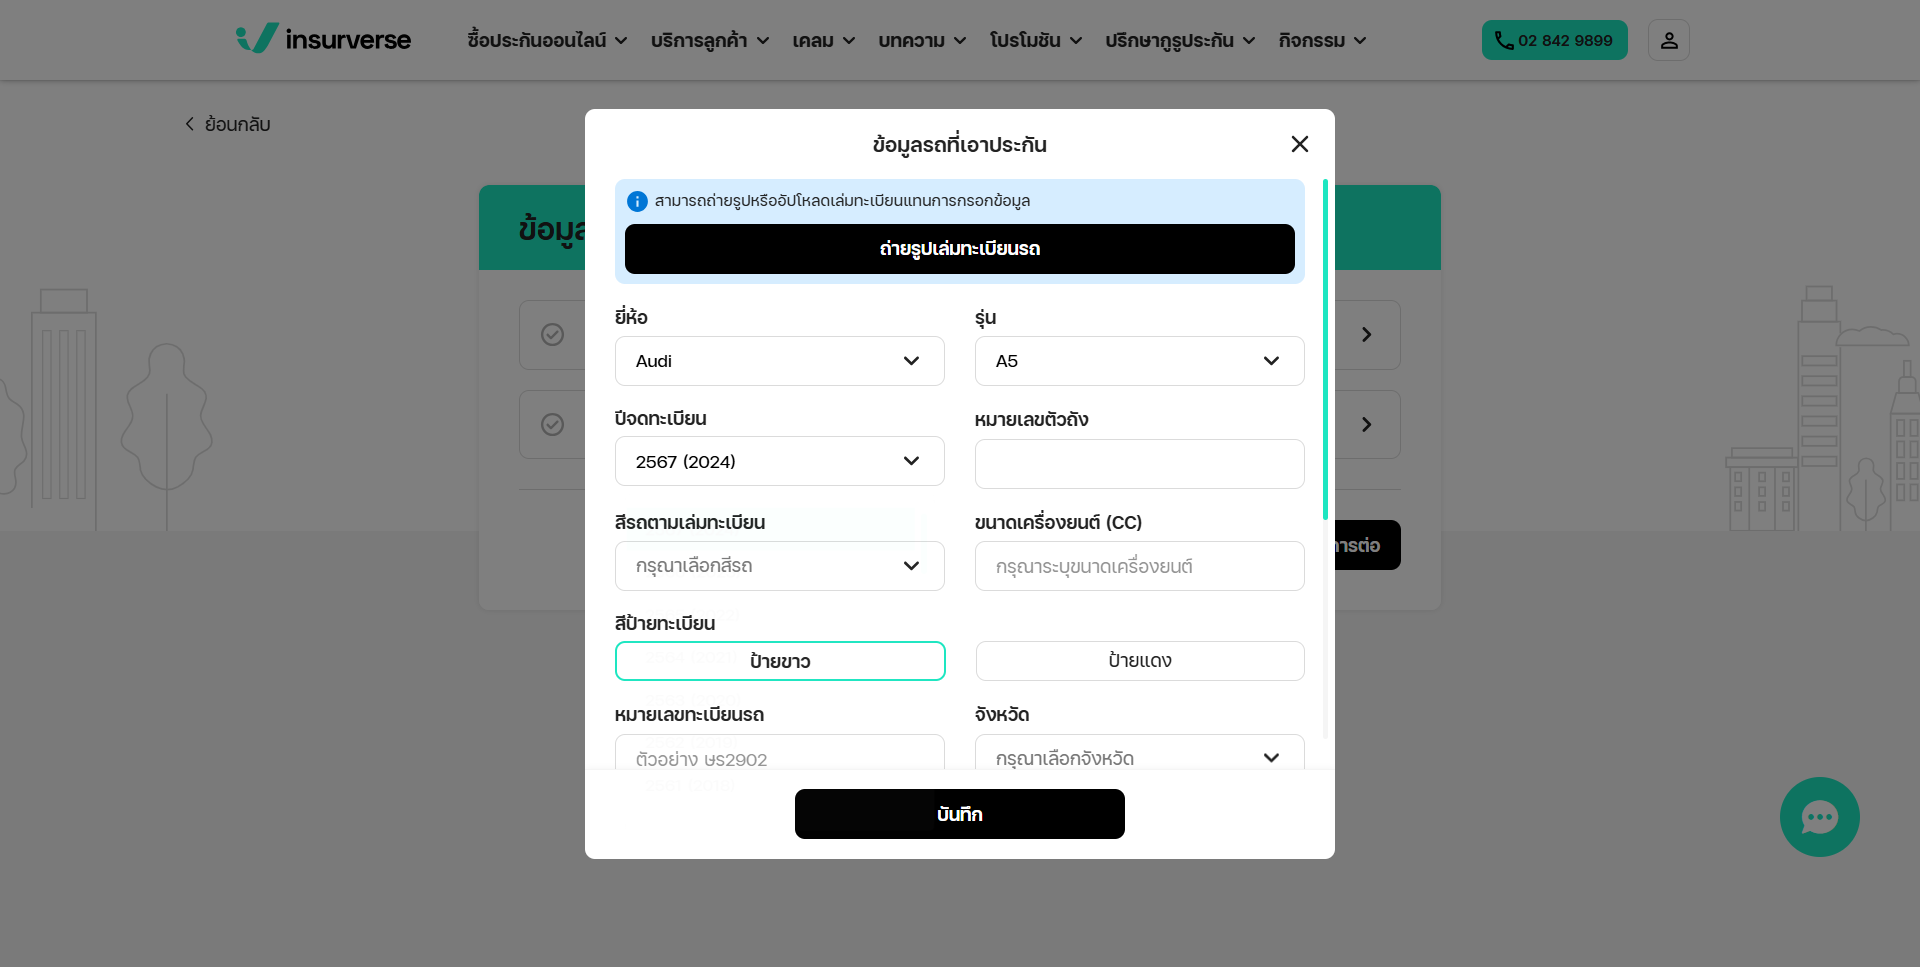 insurverse
ซื้อประกันออนไลน์ บริการลูกค้า เคลม บทความ โปรโมชัน ปรึกษากูรูประกัน กิจกรรม
02 842 9899
ย้อนกลับ
ข้อมูลรถที่เอาประกัน
สามารถถ่ายรูปหรืออัปโหลดเล่มทะเบียนแทนการกรอกข้อมูล
ถ่ายรูปเล่มทะเบียนรถ
ยี่ห้อ รุ่น
Audi A5
ปีจดทะเบียน หมายเลขตัวถัง
2567 (2024)
สีรถตามเล่มทะเบียน ขนาดเครื่องยนต์ (CC)
กรุณาเลือกสีรถ กรุณาระบุขนาดเครื่องยนต์
สีป้ายทะเบียน
ป้ายขาว ป้ายแดง
หมายเลขทะเบียนรถ จังหวัด
ตัวอย่าง ษร2902 กรุณาเลือกจังหวัด
บันทึก